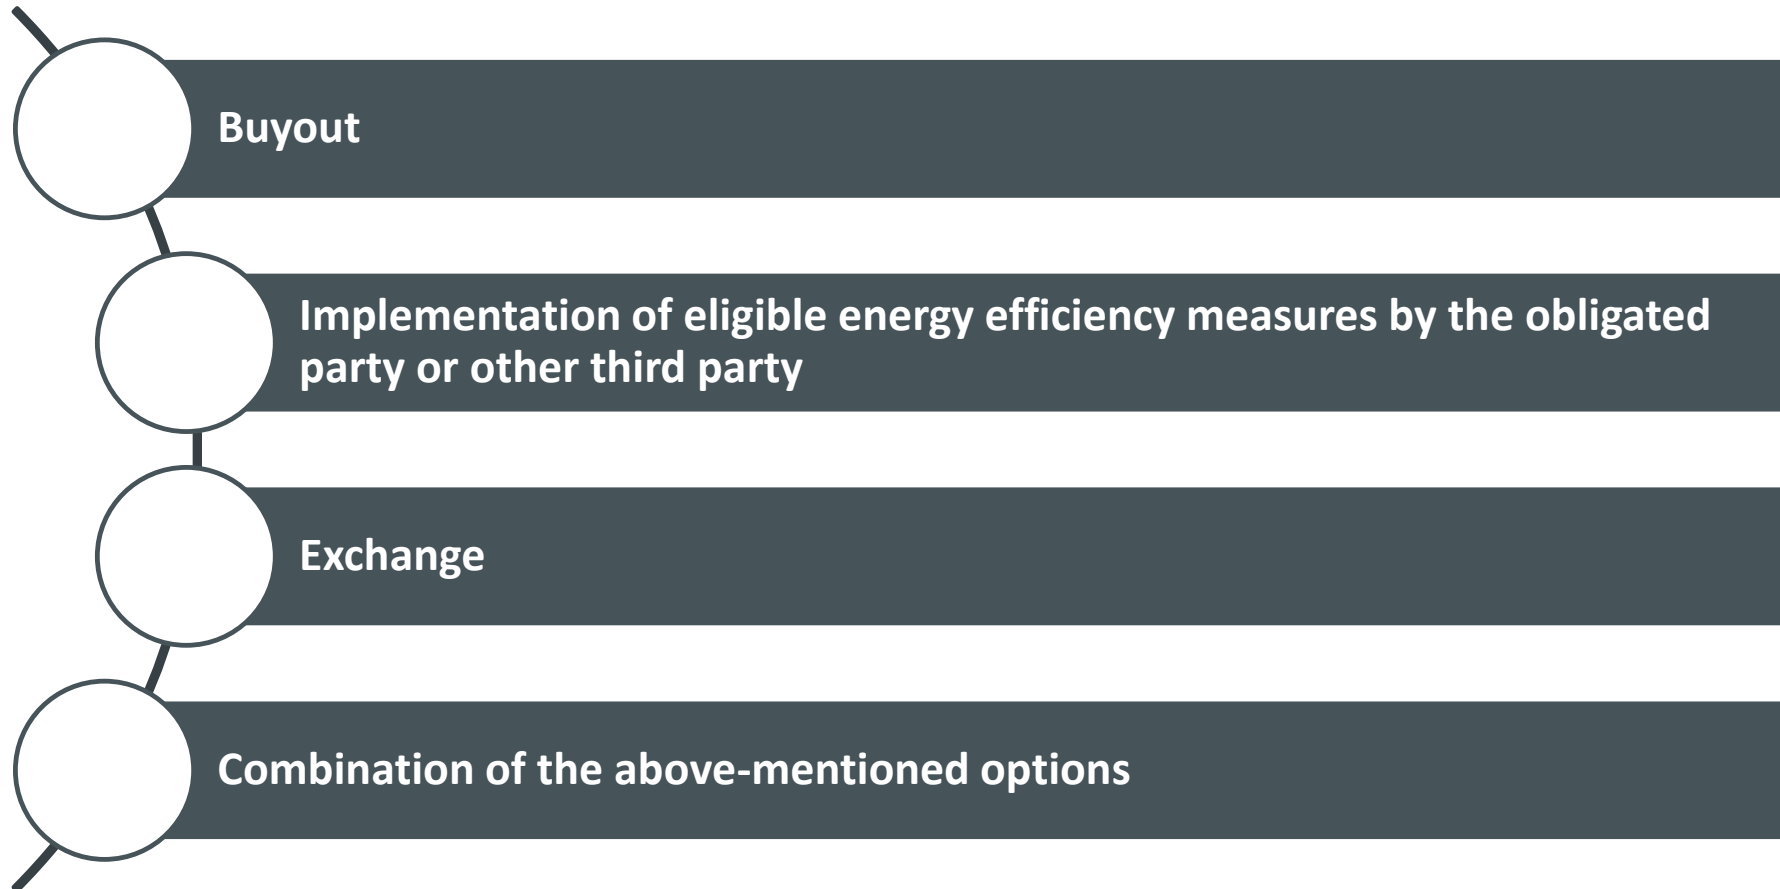 Buyout
Implementation of eligible energy efficiency measures by the obligated
party or other third party
Exchange
Combination of the above-mentioned options